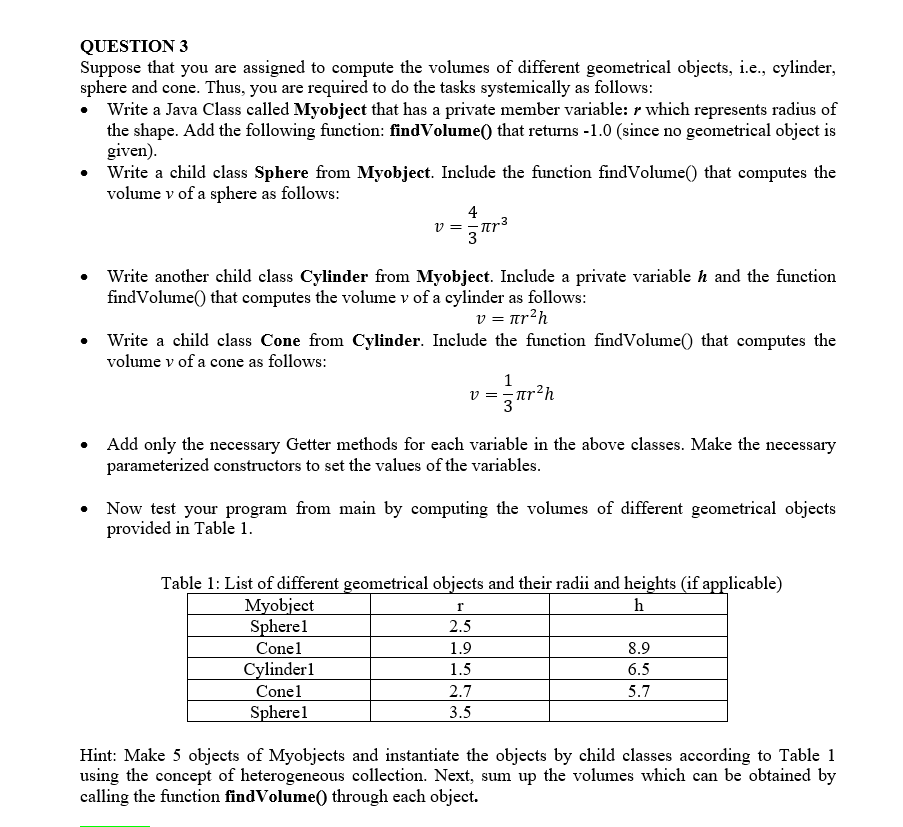 QUESTION 3
Suppose that you are assigned to compute the volumes of different geometrical objects, i.e., cylinder,
sphere and cone. Thus, you are required to do the tasks systemically as follows:
• Write a Java Class called Myobject that has a private member variable: r which represents radius of
the shape. Add the following function: findVolume() that returns -1.0 (since no geometrical object is
given).
• Write a child class Sphere from Myobject. Include the function findVolume() that computes the
volume v of a sphere as follows:
v = 4/3 πr³
• Write another child class Cylinder from Myobject. Include a private variable h and the function
findVolume() that computes the volume v of a cylinder as follows:
v = πr²h
• Write a child class Cone from Cylinder. Include the function findVolume() that computes the
volume v of a cone as follows:
v = 1/3 πr²h
• Add only the necessary Getter methods for each variable in the above classes. Make the necessary
parameterized constructors to set the values of the variables.
• Now test your program from main by computing the volumes of different geometrical objects
provided in Table 1.
Table 1: List of different geometrical objects and their radii and heights (if applicable)
Myobject r h
Sphere1 2.5
Cone1 1.9 8.9
Cylinder1 1.5 6.5
Cone1 2.7 5.7
Sphere1 3.5
Hint: Make 5 objects of Myobjects and instantiate the objects by child classes according to Table 1
using the concept of heterogeneous collection. Next, sum up the volumes which can be obtained by
calling the function findVolume() through each object.